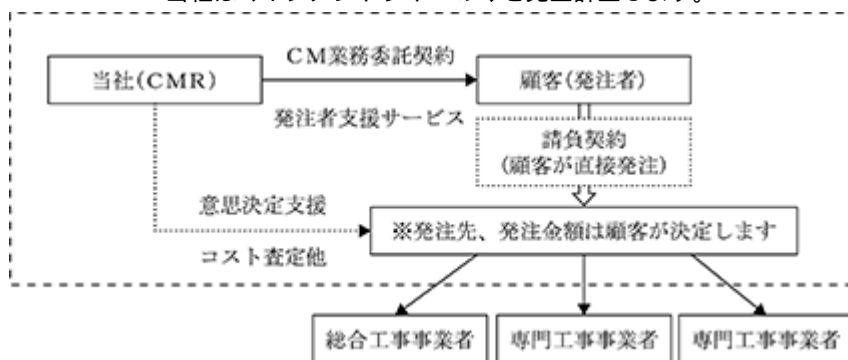 CM業務委託契約
当社(CMR)
顧客(発注者)
発注者支援サービス
請負契約
(顧客が直接発注)
意思決定支援
※発注先、発注金額は顧客が決定します
コスト査定他
総合工事事業者
専門工事事業者
専門工事事業者